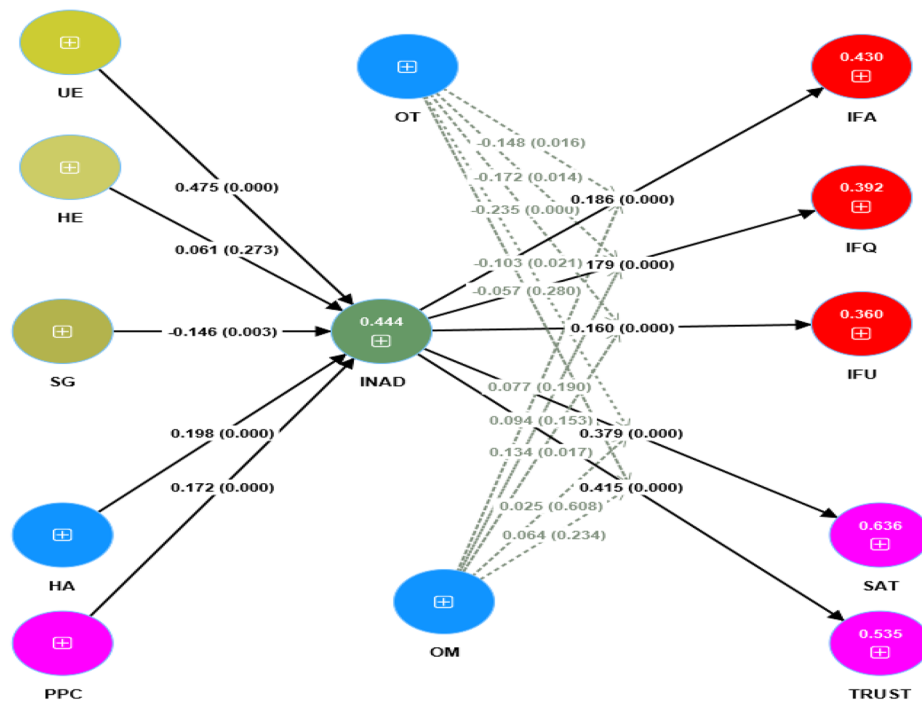 UE
HE
SG
HA
PPC
0.475 (0.000)
0.061 (0.273)
-0.146 (0.003)
0.198 (0.000)
0.172 (0.000)
0.444
INAD
OT
-0.148 (0.016)
-0.172 (0.014)
-0.235 (0.000)
-0.103 (0.021)
-0.057 (0.280)
0.186 (0.000)
179 (0.000)
0.160 (0.000)
0.077 (0.190)
0.094 (0.153)
0.134 (0.017)
0.379 (0.000)
0.415 (0.000)
0.025 (0.608)
0.064 (0.234)
OM
0.430
IFA
0.392
IFQ
0.360
IFU
0.636
SAT
0.535
TRUST